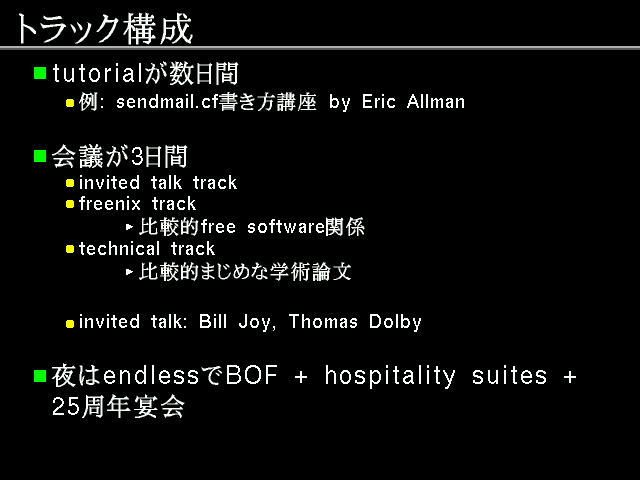 トラック構成
tutorialが数日間
例: sendmail.cf書き方講座 by Eric Allman
会議が3日間
invited talk track
freenix track
比較的free software関係
technical track
比較的まじめな学術論文
invited talk: Bill Joy, Thomas Dolby
夜はendlessでBOF + hospitality suites +
25周年宴会